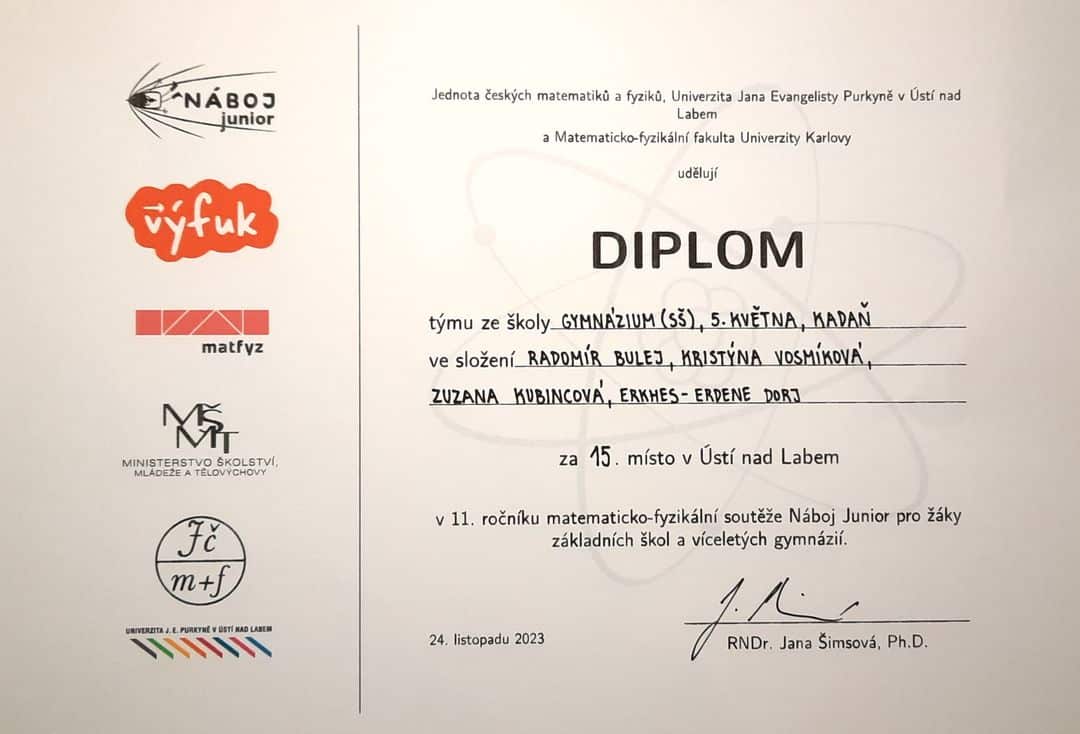 NÁBOJ
junior
výfuk
matfyz
MŠ
MT
MINISTERSTVO ŠKOLSTVÍ,
MLÁDEŽE A TĚLOVÝCHOVY
Jč
m+f
UNIVERZITA J. E. PURKYNĚ V ÚSTÍ NAD LABEM
Jednota českých matematiků a fyziků, Univerzita Jana Evangelisty Purkyně v Ústí nad
Labem
a Matematicko-fyzikální fakulta Univerzity Karlovy
udělují
DIPLOM
týmu ze školy GYMNÁZIUM (SŠ), 5. KVĚTNA, KADAŇ
ve složení RADOMÍR BULEJ, KRISTÝNA VOSMÍKOVÁ,
ZUZANA KUBINCOVÁ, ERKHES-ERDENE DORJ
za 15. místo v Ústí nad Labem
v 11. ročníku matematicko-fyzikální soutěže Náboj Junior pro žáky
základních škol a víceletých gymnázií.
24. listopadu 2023
RNDr. Jana Šimsová, Ph.D.